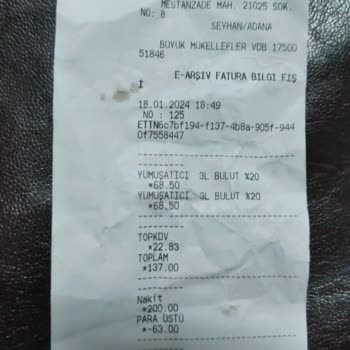 MESTANZADE MAH. 21025 SOK.
NO: 8
SEYHAN/ADANA
BÜYÜK MÜKELLEFLER VDB 17500
51846
E-ARŞİV FATURA BİLGİ FİŞ
İ
18.01.2024 18:49
NO : 125
ETTN6c7bf194-f137-4b8a-905f-944
0f7558447
YUMUŞATICI 3L BULUT %20
*68.50
YUMUŞATICI 3L BULUT %20
*68.50
TOPKDV
*22.83
TOPLAM
*137.00
Nakit
*200.00
PARA ÜSTÜ
*-63.00